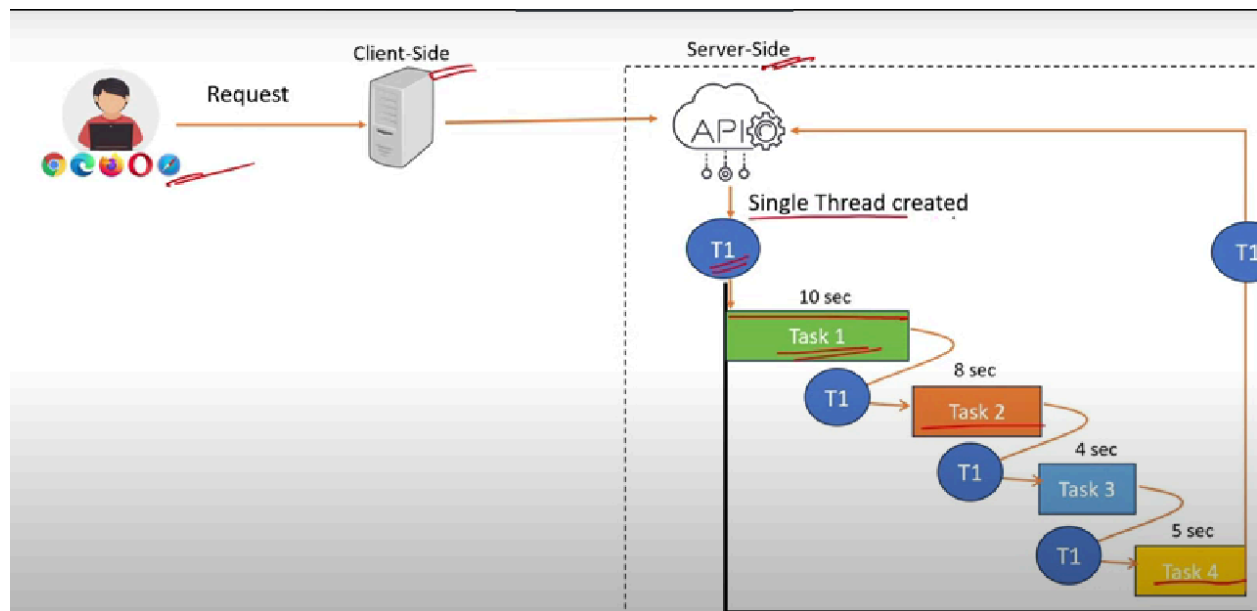 Client-Side
Server-Side
Request
API
Single Thread created
T1
T1
10 sec
Task 1
T1
8 sec
Task 2
T1
4 sec
Task 3
T1
5 sec
Task 4